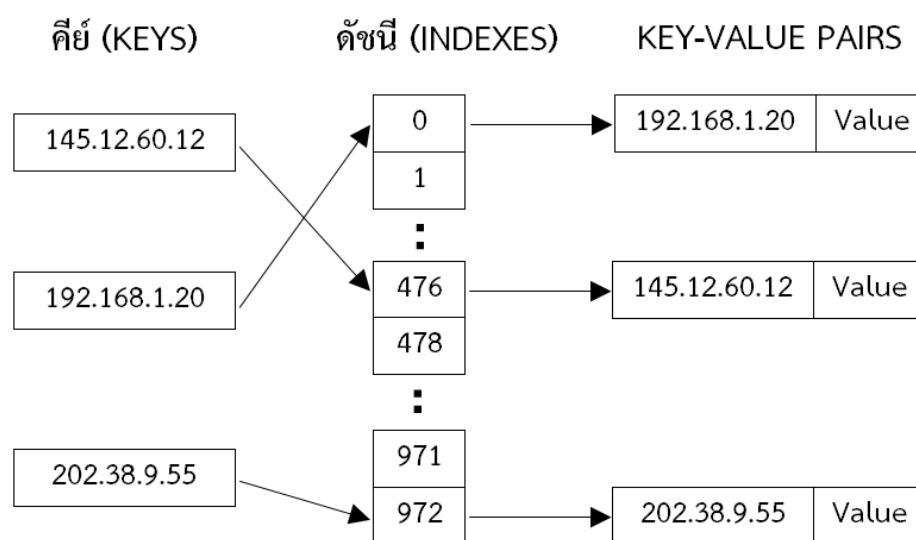 คีย์ (KEYS) ดัชนี (INDEXES) KEY-VALUE PAIRS
145.12.60.12
192.168.1.20
202.38.9.55
0
1
476
478
971
972
192.168.1.20 Value
145.12.60.12 Value
202.38.9.55 Value